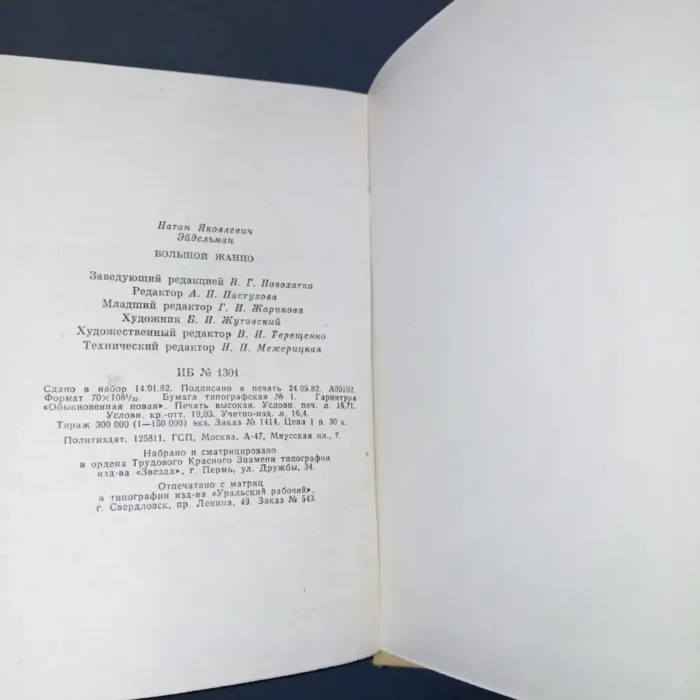 Натан Яковлевич
Эйдельман
БОЛЬШОЙ ЖАННО
Заведующий редакцией В. Г. Новохатко
Редактор А. П. Пастухова
Младший редактор Г. И. Жарикова
Художник Б. И. Жутовский
Художественный редактор В. И. Терещенко
Технический редактор Н. П. Межерицкая
ИБ № 1301
Сдано в набор 14.01.82. Подписано в печать 24.05.82. А00102.
Формат 70×108¹/₃₂. Бумага типографская № 1. Гарнитура
«Обыкновенная новая». Печать высокая. Условн. печ. л. 16,71.
Условн. кр.-отт. 19,03. Учетно-изд. л. 16,4.
Тираж 300 000 (1—150 000) экз. Заказ № 1414. Цена 1 р. 30 к.
Политиздат. 125811, ГСП, Москва, А-47, Миусская пл., 7.
Набрано и сматрицировано
в ордена Трудового Красного Знамени типографии
изд-ва «Звезда», г. Пермь, ул. Дружбы, 34.
Отпечатано с матриц
в типографии изд-ва «Уральский рабочий»,
г. Свердловск, пр. Ленина, 49. Заказ № 543.